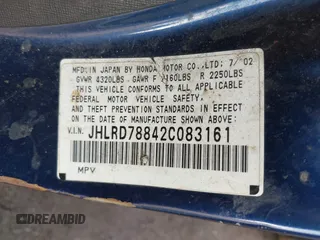 MFD. IN JAPAN BY HONDA MOTOR CO., LTD: 7/02
GVWR 4320LBS GAWR F 2160LBS R 2250LBS
THIS VEHICLE CONFORMS TO ALL APPLICABLE
FEDERAL MOTOR VEHICLE SAFETY AND
THEFT PREVENTION STANDARDS IN EFFECT
ON THE DATE OF MANUFACTURE SHOWN ABOVE:
V.I.N: JHLRD78842C083161
MPV
DREAMBID